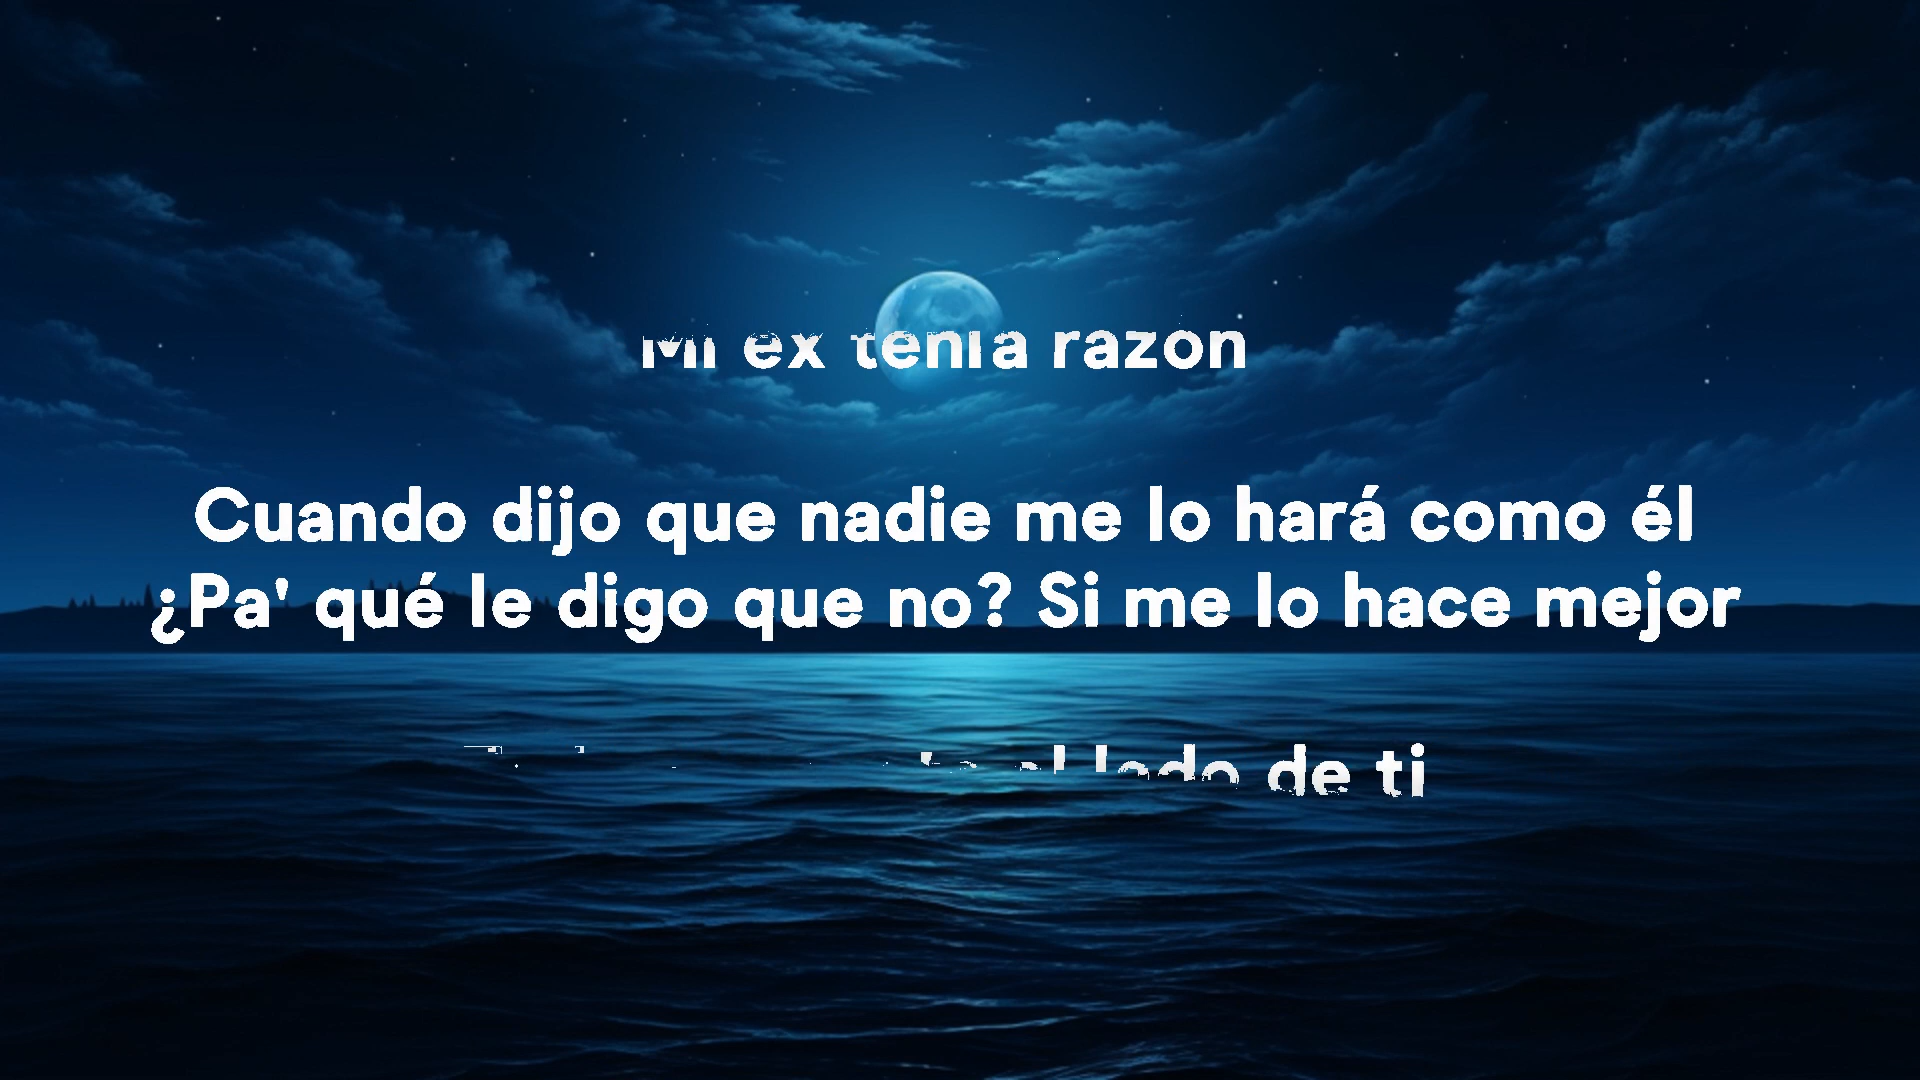 Mi ex tenía razón
Cuando dijo que nadie me lo hará como él
¿Pa' qué le digo que no? Si me lo hace mejor
el lado de ti